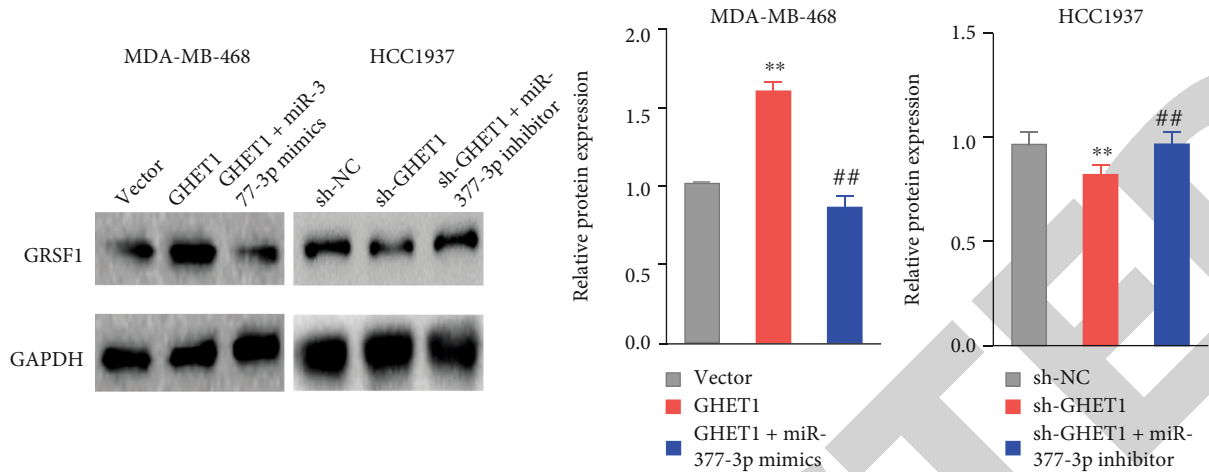 MDA-MB-468
HCC1937
Vector
GHET1
GHET1 + miR-3
77-3p mimics
sh-NC
sh-GHET1
sh-GHET1 + miR-
377-3p inhibitor
GRSF1
GAPDH
MDA-MB-468
Relative protein expression
2.0
1.5
1.0
0.5
0.0
**
##
Vector
GHET1
GHET1 + miR-
377-3p mimics
HCC1937
Relative protein expression
1.5
1.0
0.5
0.0
**
##
sh-NC
sh-GHET1
sh-GHET1 + miR-
377-3p inhibitor